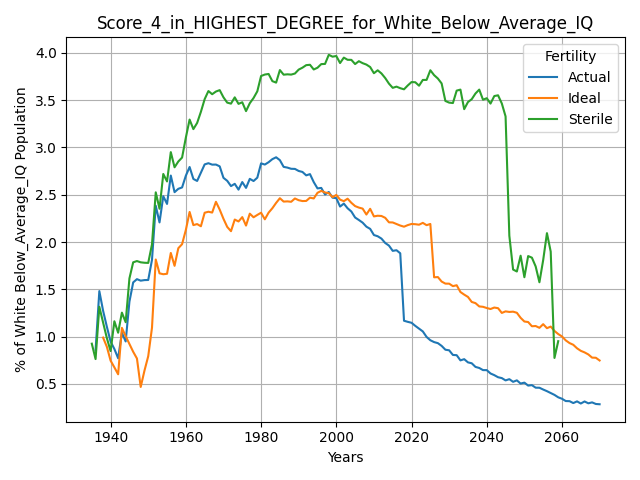 Score_4_in_HIGHEST_DEGREE_for_White_Below_Average_IQ
% of White Below_Average_IQ Population
4.0
3.5
3.0
2.5
2.0
1.5
1.0
0.5
Fertility
Actual
Ideal
Sterile
1940
1960
1980
2000
2020
2040
2060
Years